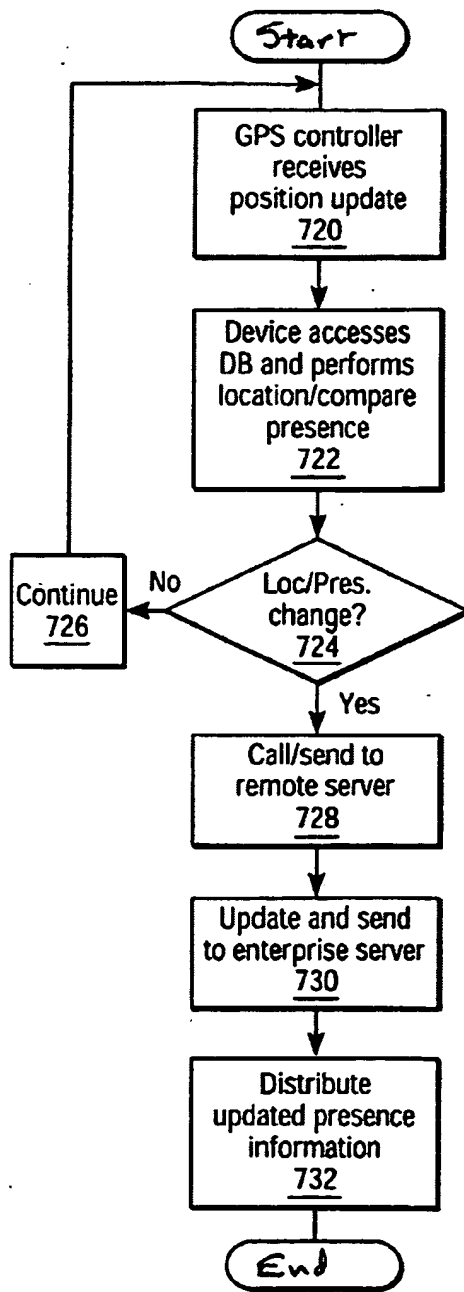 Start
GPS controller
receives
position update
720
Device accesses
DB and performs
location/compare
presence
722
Loc/Pres.
change?
724
No
Continue
726
Yes
Call/send to
remote server
728
Update and send
to enterprise server
730
Distribute
updated presence
information
732
End